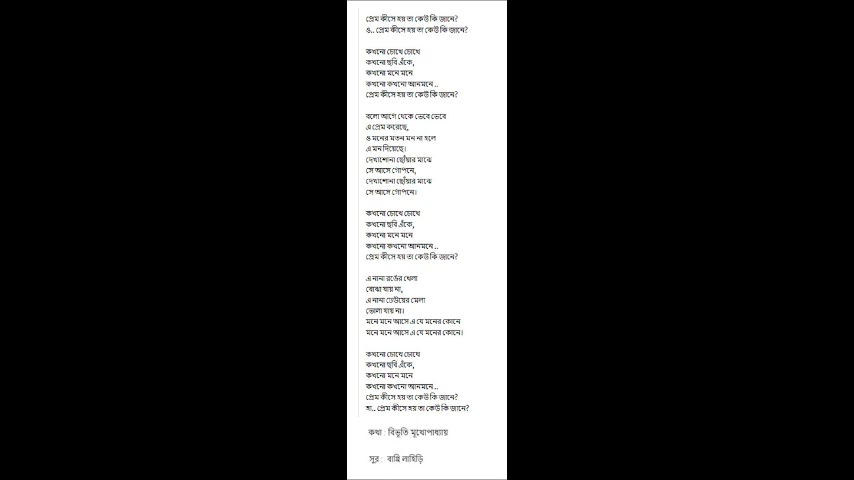 প্রেম কীসে হয় তা কেউ কি জানে?
ও.. প্রেম কীসে হয় তা কেউ কি জানে?
কখনো চোখে চোখে
কখনো ছবি এঁকে,
কখনো মনে মনে
কখনো কখনো আনমনে ..
প্রেম কীসে হয় তা কেউ কি জানে?
বলো আগে থেকে ভেবে ভেবে
এ প্রেম করেছে,
ও মনের মতন মন না হলে
এ মন দিয়েছে।
দেখাশোনা ছোঁয়ার মাঝে
সে আসে গোপনে,
দেখাশোনা ছোঁয়ার মাঝে
সে আসে গোপনে।
কখনো চোখে চোখে
কখনো ছবি এঁকে,
কখনো মনে মনে
কখনো কখনো আনমনে ..
প্রেম কীসে হয় তা কেউ কি জানে?
এ নানা রঙের খেলা
বোঝা যায় না,
এ নানা ঢেউয়ের মেলা
ভোলা যায় না।
মনে মনে আসে এ যে মনের কোনে
মনে মনে আসে এ যে মনের কোনে।
কখনো চোখে চোখে
কখনো ছবি এঁকে,
কখনো মনে মনে
কখনো কখনো আনমনে ..
প্রেম কীসে হয় তা কেউ কি জানে?
হা.. প্রেম কীসে হয় তা কেউ কি জানে?
কথা : বিভূতি মূখোপাধ্যায়
সুর : বাপ্পি লাহিড়ি